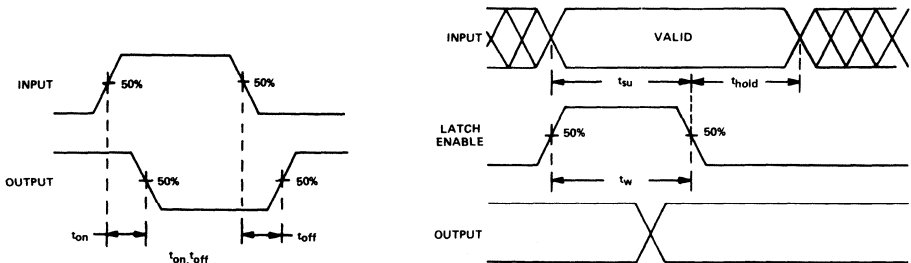 INPUT
50%
50%
OUTPUT
50%
50%
ton
toff
ton,toff
INPUT
VALID
tsu
thold
LATCH
ENABLE
50%
50%
tw
OUTPUT